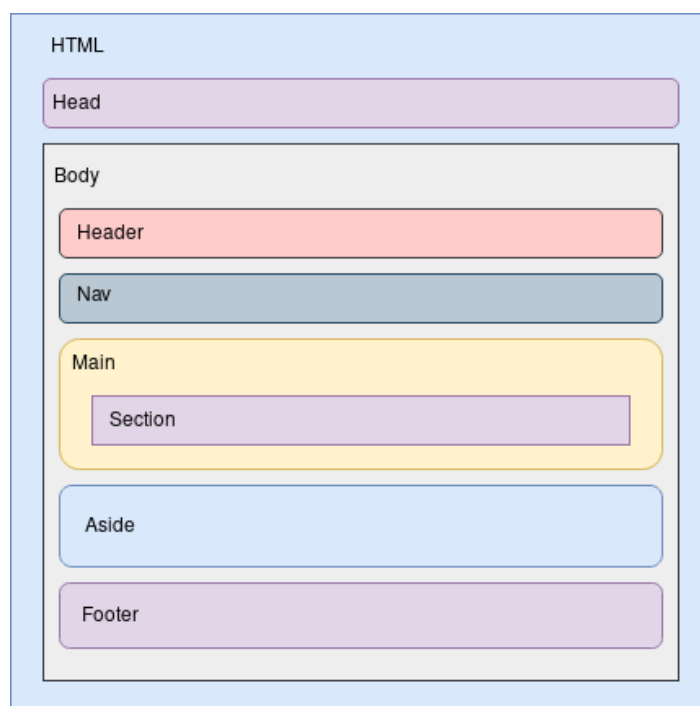 HTML
Head
Body
Header
Nav
Main
Section
Aside
Footer